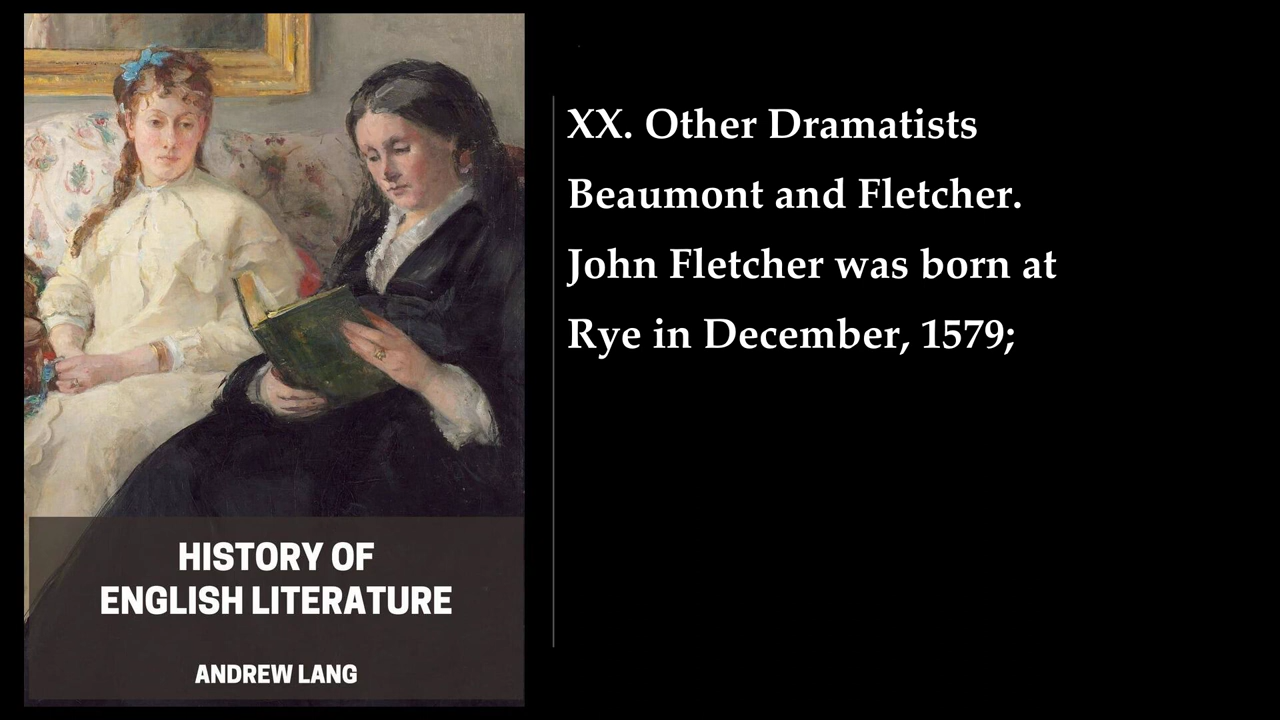 HISTORY OF
ENGLISH LITERATURE
ANDREW LANG
XX. Other Dramatists
Beaumont and Fletcher.
John Fletcher was born at
Rye in December, 1579;